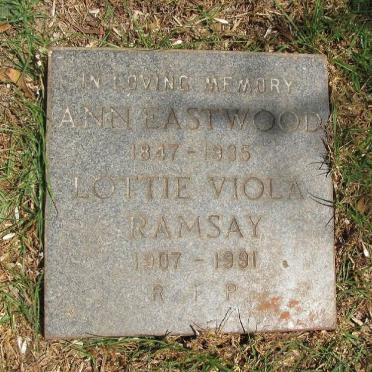 IN LOVING MEMORY
ANN EASTWOOD
1847 - 1935
LOTTIE VIOLA
RAMSAY
1907 - 1991
R I P